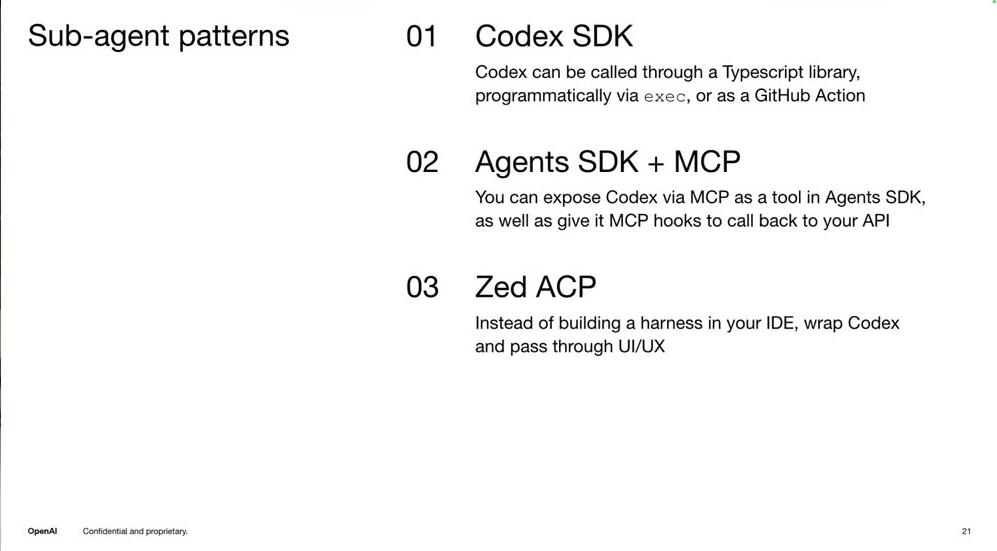 Sub-agent patterns
01 Codex SDK
Codex can be called through a Typescript library,
programmatically via exec, or as a GitHub Action
02 Agents SDK + MCP
You can expose Codex via MCP as a tool in Agents SDK,
as well as give it MCP hooks to call back to your API
03 Zed ACP
Instead of building a harness in your IDE, wrap Codex
and pass through UI/UX
OpenAI Confidential and proprietary. 21